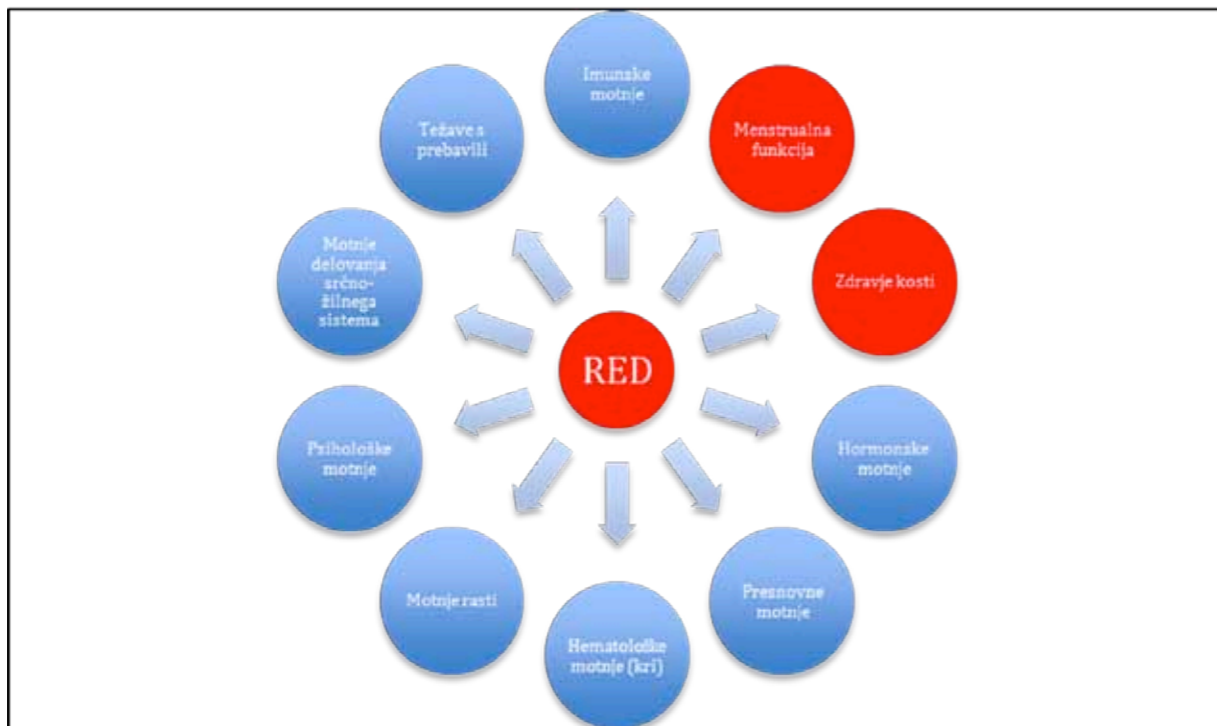 Imunske
motnje
Menstrualna
funkcija
Zdravje kosti
Hormonske
motnje
Presnovne
motnje
Hematološke
motnje (kri)
Motnje rasti
Psihološke
motnje
Motnje
delovanja
srčno-
žilnega
sistema
Težave s
prebavili
RED